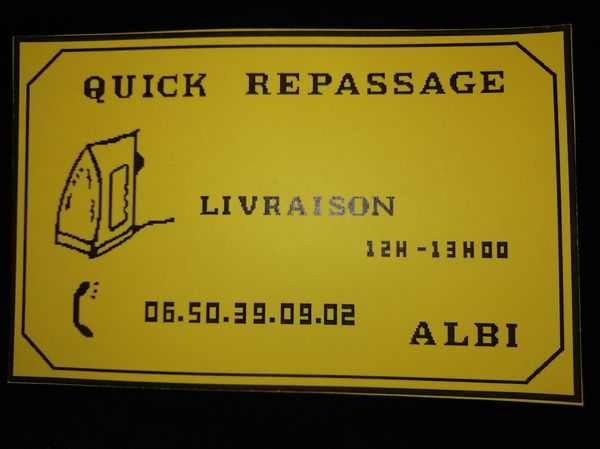 QUICK REPASSAGE
LIVRAISON
12H-13H00
06.50.39.09.02
ALBI